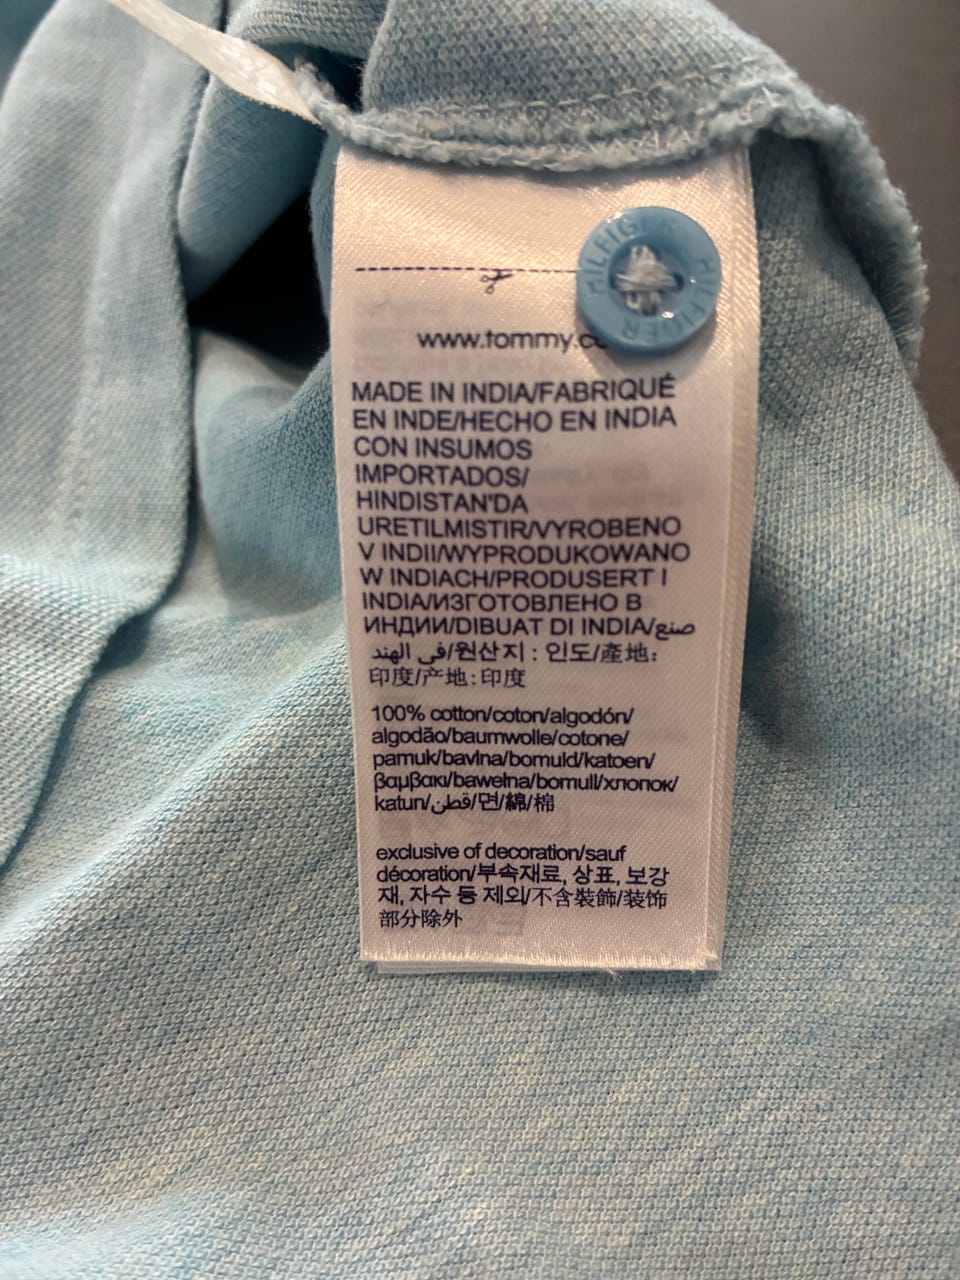 HILFIGER HILFIGER
www.tommy.c
MADE IN INDIA/FABRIQUÉ
EN INDE/HECHO EN INDIA
CON INSUMOS
IMPORTADOS/
HINDISTAN'DA
URETILMISTIR/VYROBENO
V INDII/WYPRODUKOWANO
W INDIACH/PRODUSERT I
INDIA/ИЗГОТОВЛЕНО В
ИНДИИ/DIBUAT DI INDIA/صنع
في الهند/원산지 : 인도/產地:
印度/产地:印度
100% cotton/coton/algodón/
algodão/baumwolle/cotone/
pamuk/bavlna/bomuld/katoen/
βαμβακι/bawełna/bomull/хлопок/
katun/قطن/면/綿/棉
exclusive of decoration/sauf
décoration/부속재료, 상표, 보강
재, 자수 등 제외/不含裝飾/装饰
部分除外